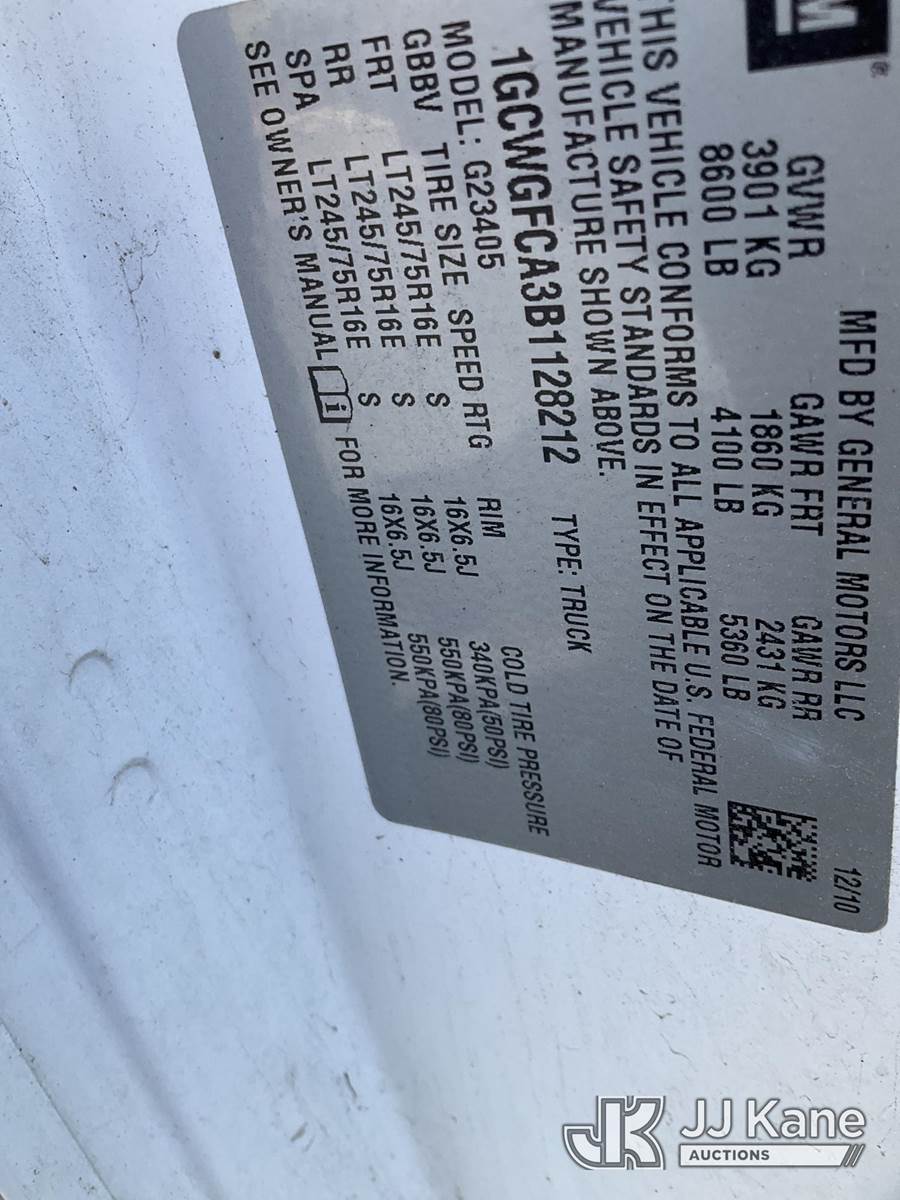 GM®
MFD BY GENERAL MOTORS LLC 12/10
GVWR GAWR FRT GAWR RR
3901 KG 1860 KG 2431 KG
8600 LB 4100 LB 5360 LB
THIS VEHICLE CONFORMS TO ALL APPLICABLE U.S. FEDERAL MOTOR
VEHICLE SAFETY STANDARDS IN EFFECT ON THE DATE OF
MANUFACTURE SHOWN ABOVE.
1GCWGFCA3B1128212 TYPE: TRUCK
MODEL: G23405
GBBV TIRE SIZE SPEED RTG RIM COLD TIRE PRESSURE
FRT LT245/75R16E S 16X6.5J 340KPA(50PSI)
RR LT245/75R16E S 16X6.5J 550KPA(80PSI)
SPA LT245/75R16E S 16X6.5J 550KPA(80PSI)
SEE OWNER'S MANUAL i FOR MORE INFORMATION.
JK JJ Kane
AUCTIONS